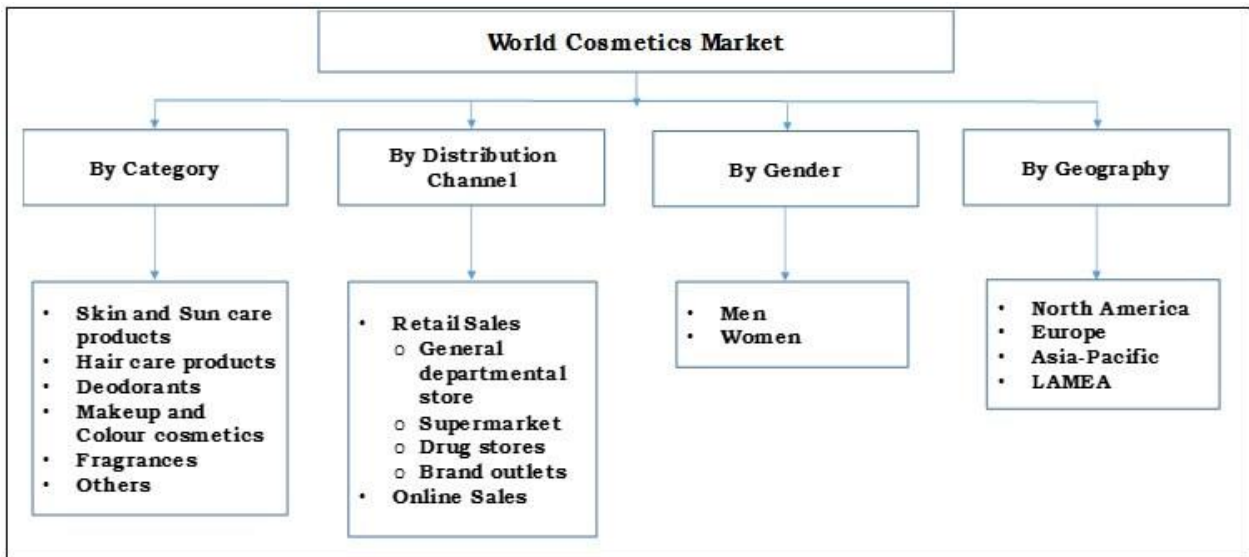 World Cosmetics Market
By Category
• Skin and Sun care
products
• Hair care products
• Deodorants
• Makeup and
Colour cosmetics
• Fragrances
• Others
By Distribution
Channel
• Retail Sales
o General
departmental
store
o Supermarket
o Drug stores
o Brand outlets
• Online Sales
By Gender
• Men
• Women
By Geography
• North America
• Europe
• Asia-Pacific
• LAMEA